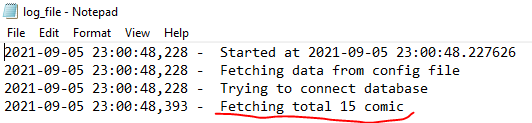 log_file - Notepad
File Edit Format View Help
2021-09-05 23:00:48,228 - Started at 2021-09-05 23:00:48.227626
2021-09-05 23:00:48,228 - Fetching data from config file
2021-09-05 23:00:48,228 - Trying to connect database
2021-09-05 23:00:48,393 - Fetching total 15 comic